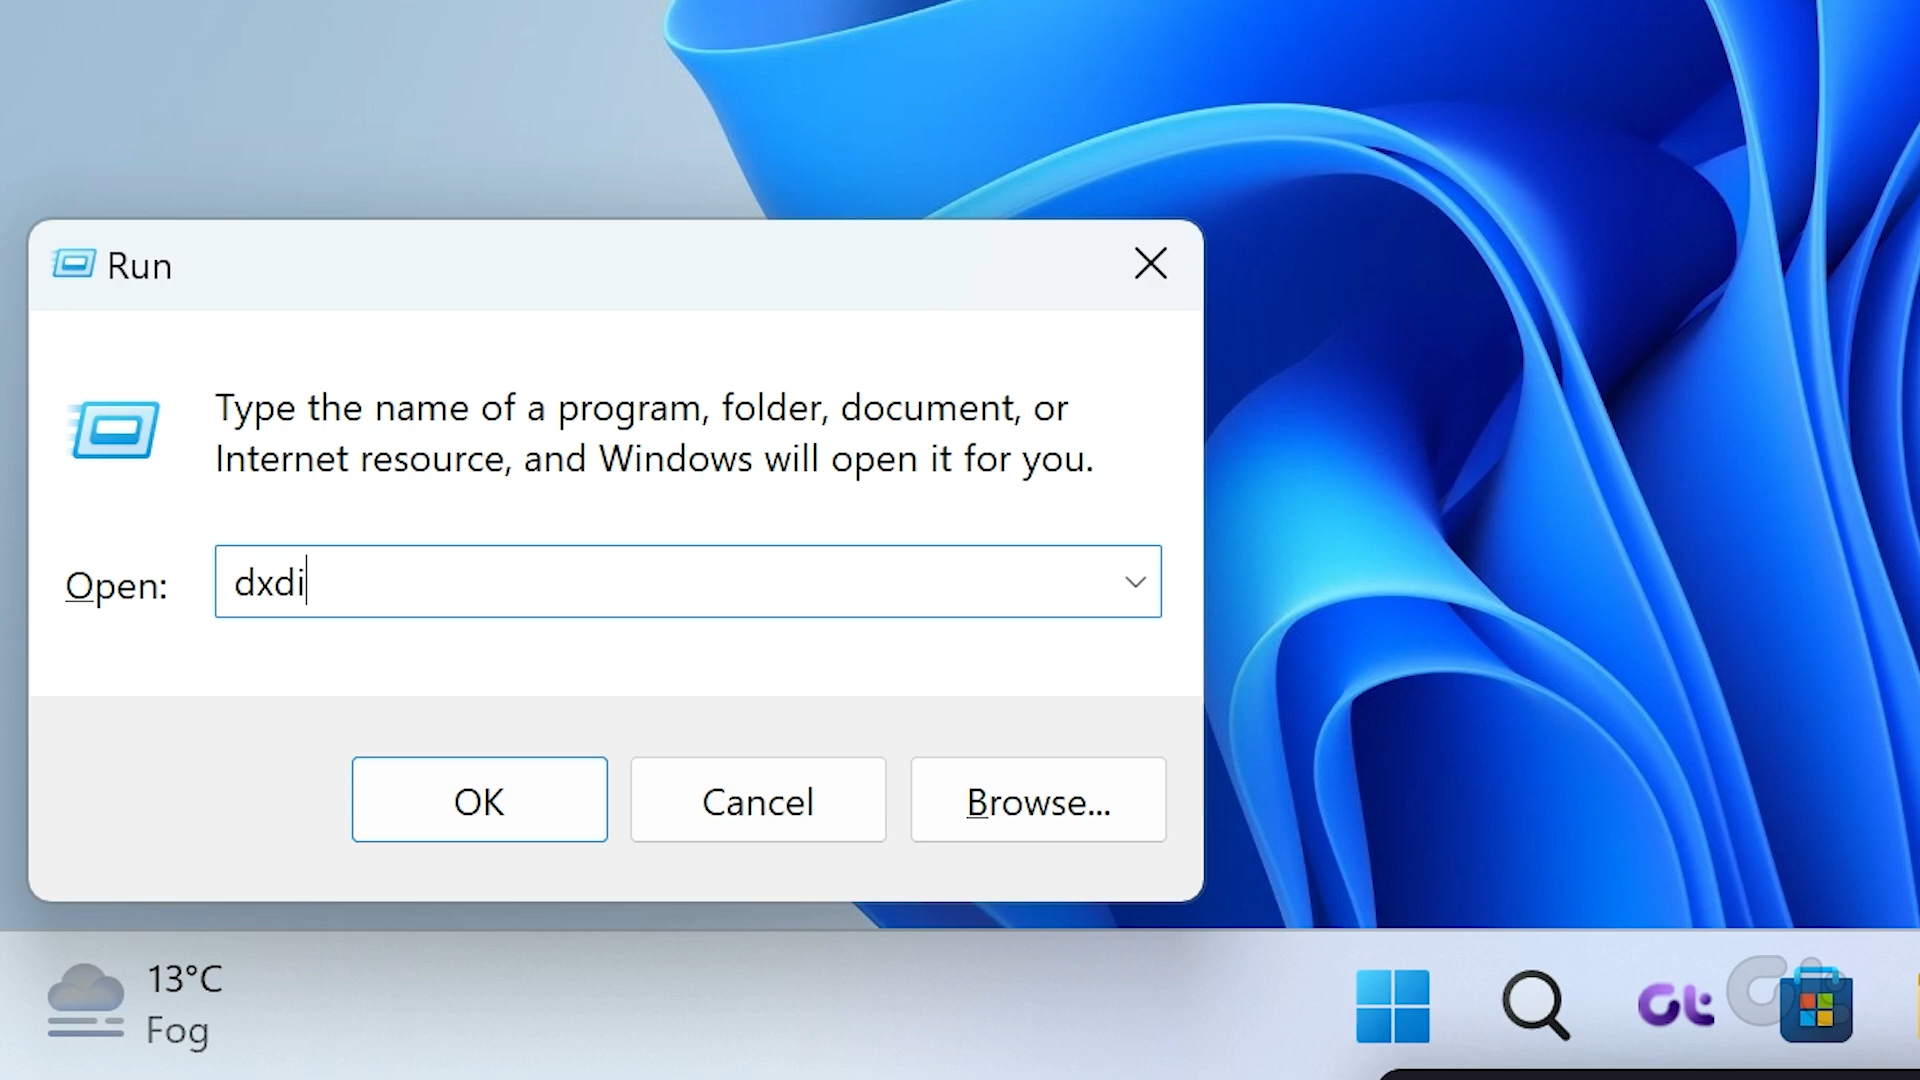 Run
Type the name of a program, folder, document, or
Internet resource, and Windows will open it for you.
Open:
dxdi
OK
Cancel
Browse...
13°C
Fog
Gt